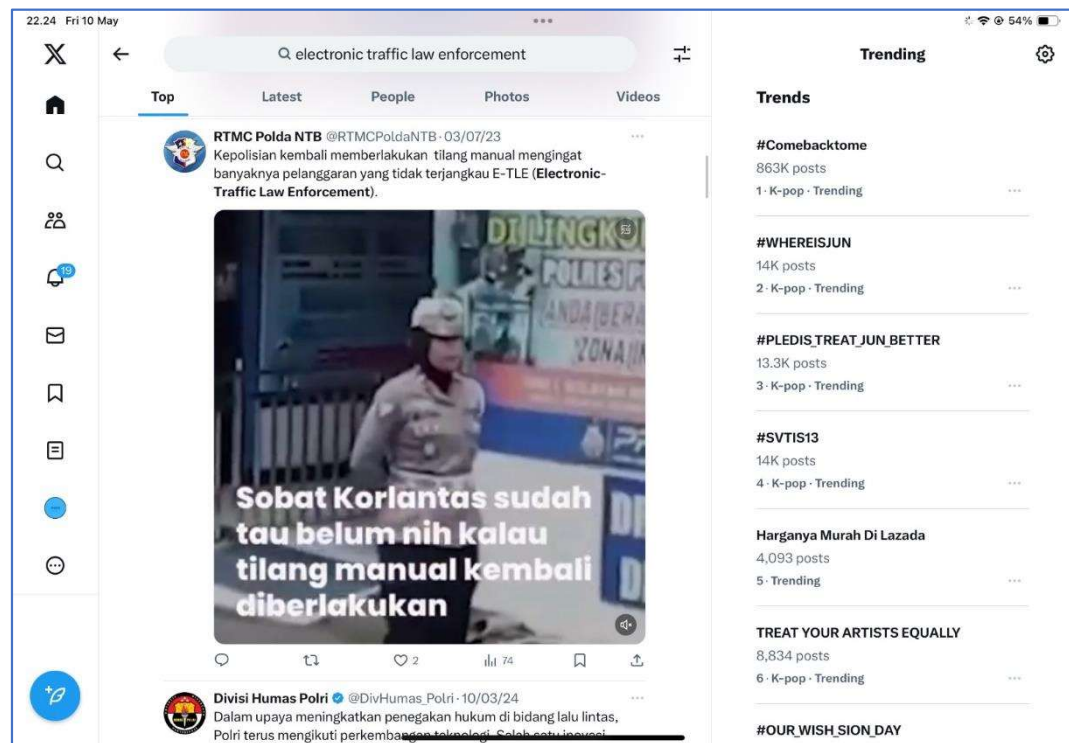 22.24 Fri 10 May
54%
electronic traffic law enforcement
Top Latest People Photos Videos
RTMC Polda NTB @RTMCPoldaNTB · 03/07/23
Kepolisian kembali memberlakukan tilang manual mengingat
banyaknya pelanggaran yang tidak terjangkau E-TLE (Electronic-
Traffic Law Enforcement).
DI LINGKU
POLRES P
ANDA BERA
ZONA
Sobat Korlantas sudah
tau belum nih kalau
tilang manual kembali
diberlakukan
2 74
Divisi Humas Polri @DivHumas_Polri · 10/03/24
Dalam upaya meningkatkan penegakan hukum di bidang lalu lintas,
Polri terus mengikuti perkembangan teknologi. Salah satu inovasi
19
Trending
Trends
#Comebacktome
863K posts
1 · K-pop · Trending
#WHEREISJUN
14K posts
2 · K-pop · Trending
#PLEDIS_TREAT_JUN_BETTER
13.3K posts
3 · K-pop · Trending
#SVTIS13
14K posts
4 · K-pop · Trending
Harganya Murah Di Lazada
4,093 posts
5 · Trending
TREAT YOUR ARTISTS EQUALLY
8,834 posts
6 · K-pop · Trending
#OUR_WISH_SION_DAY